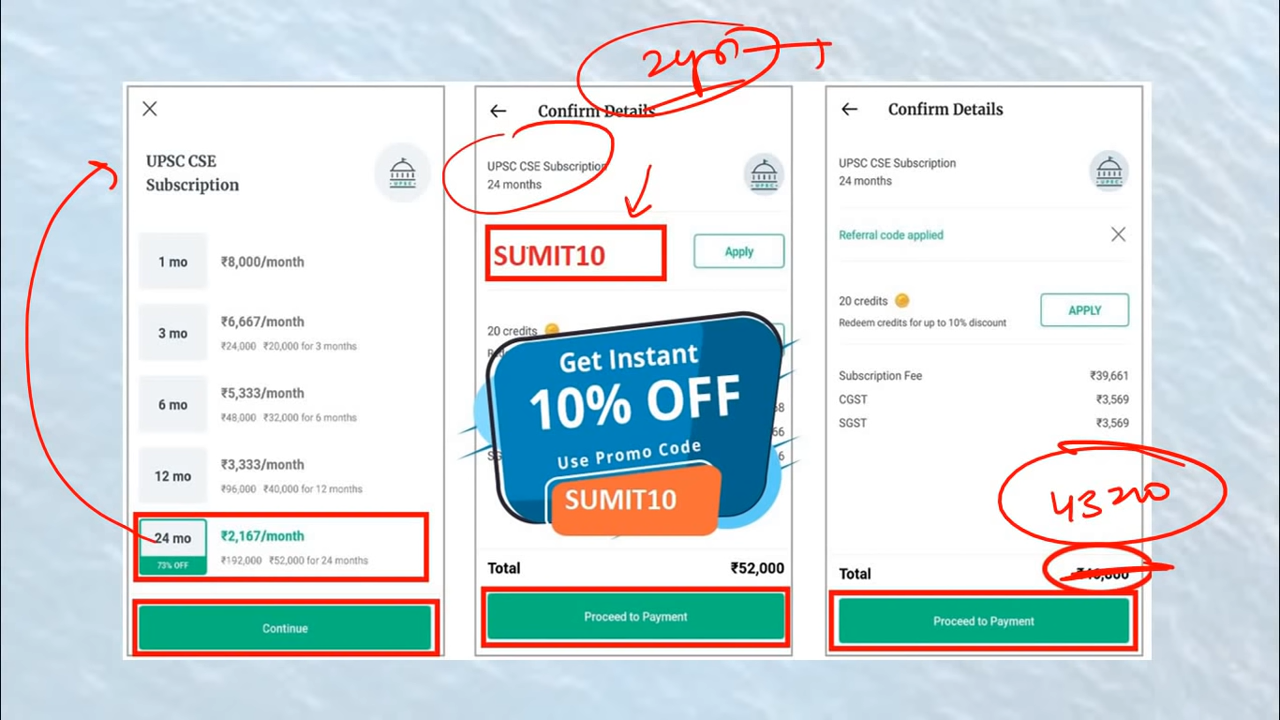 2yr
UPSC CSE
Subscription
UPSC
1 mo ₹8,000/month
3 mo ₹6,667/month
₹24,000 ₹20,000 for 3 months
6 mo ₹5,333/month
₹48,000 ₹32,000 for 6 months
12 mo ₹3,333/month
₹96,000 ₹40,000 for 12 months
24 mo ₹2,167/month
73% OFF ₹192,000 ₹52,000 for 24 months
Continue
Confirm Details
UPSC CSE Subscription
24 months
UPSC
SUMIT10 Apply
20 credits
Get Instant
10% OFF
Use Promo Code
SUMIT10
Total ₹52,000
Proceed to Payment
Confirm Details
UPSC CSE Subscription
24 months
UPSC
Referral code applied
20 credits APPLY
Redeem credits for up to 10% discount
Subscription Fee ₹39,661
CGST ₹3,569
SGST ₹3,569
43200
Total
Proceed to Payment